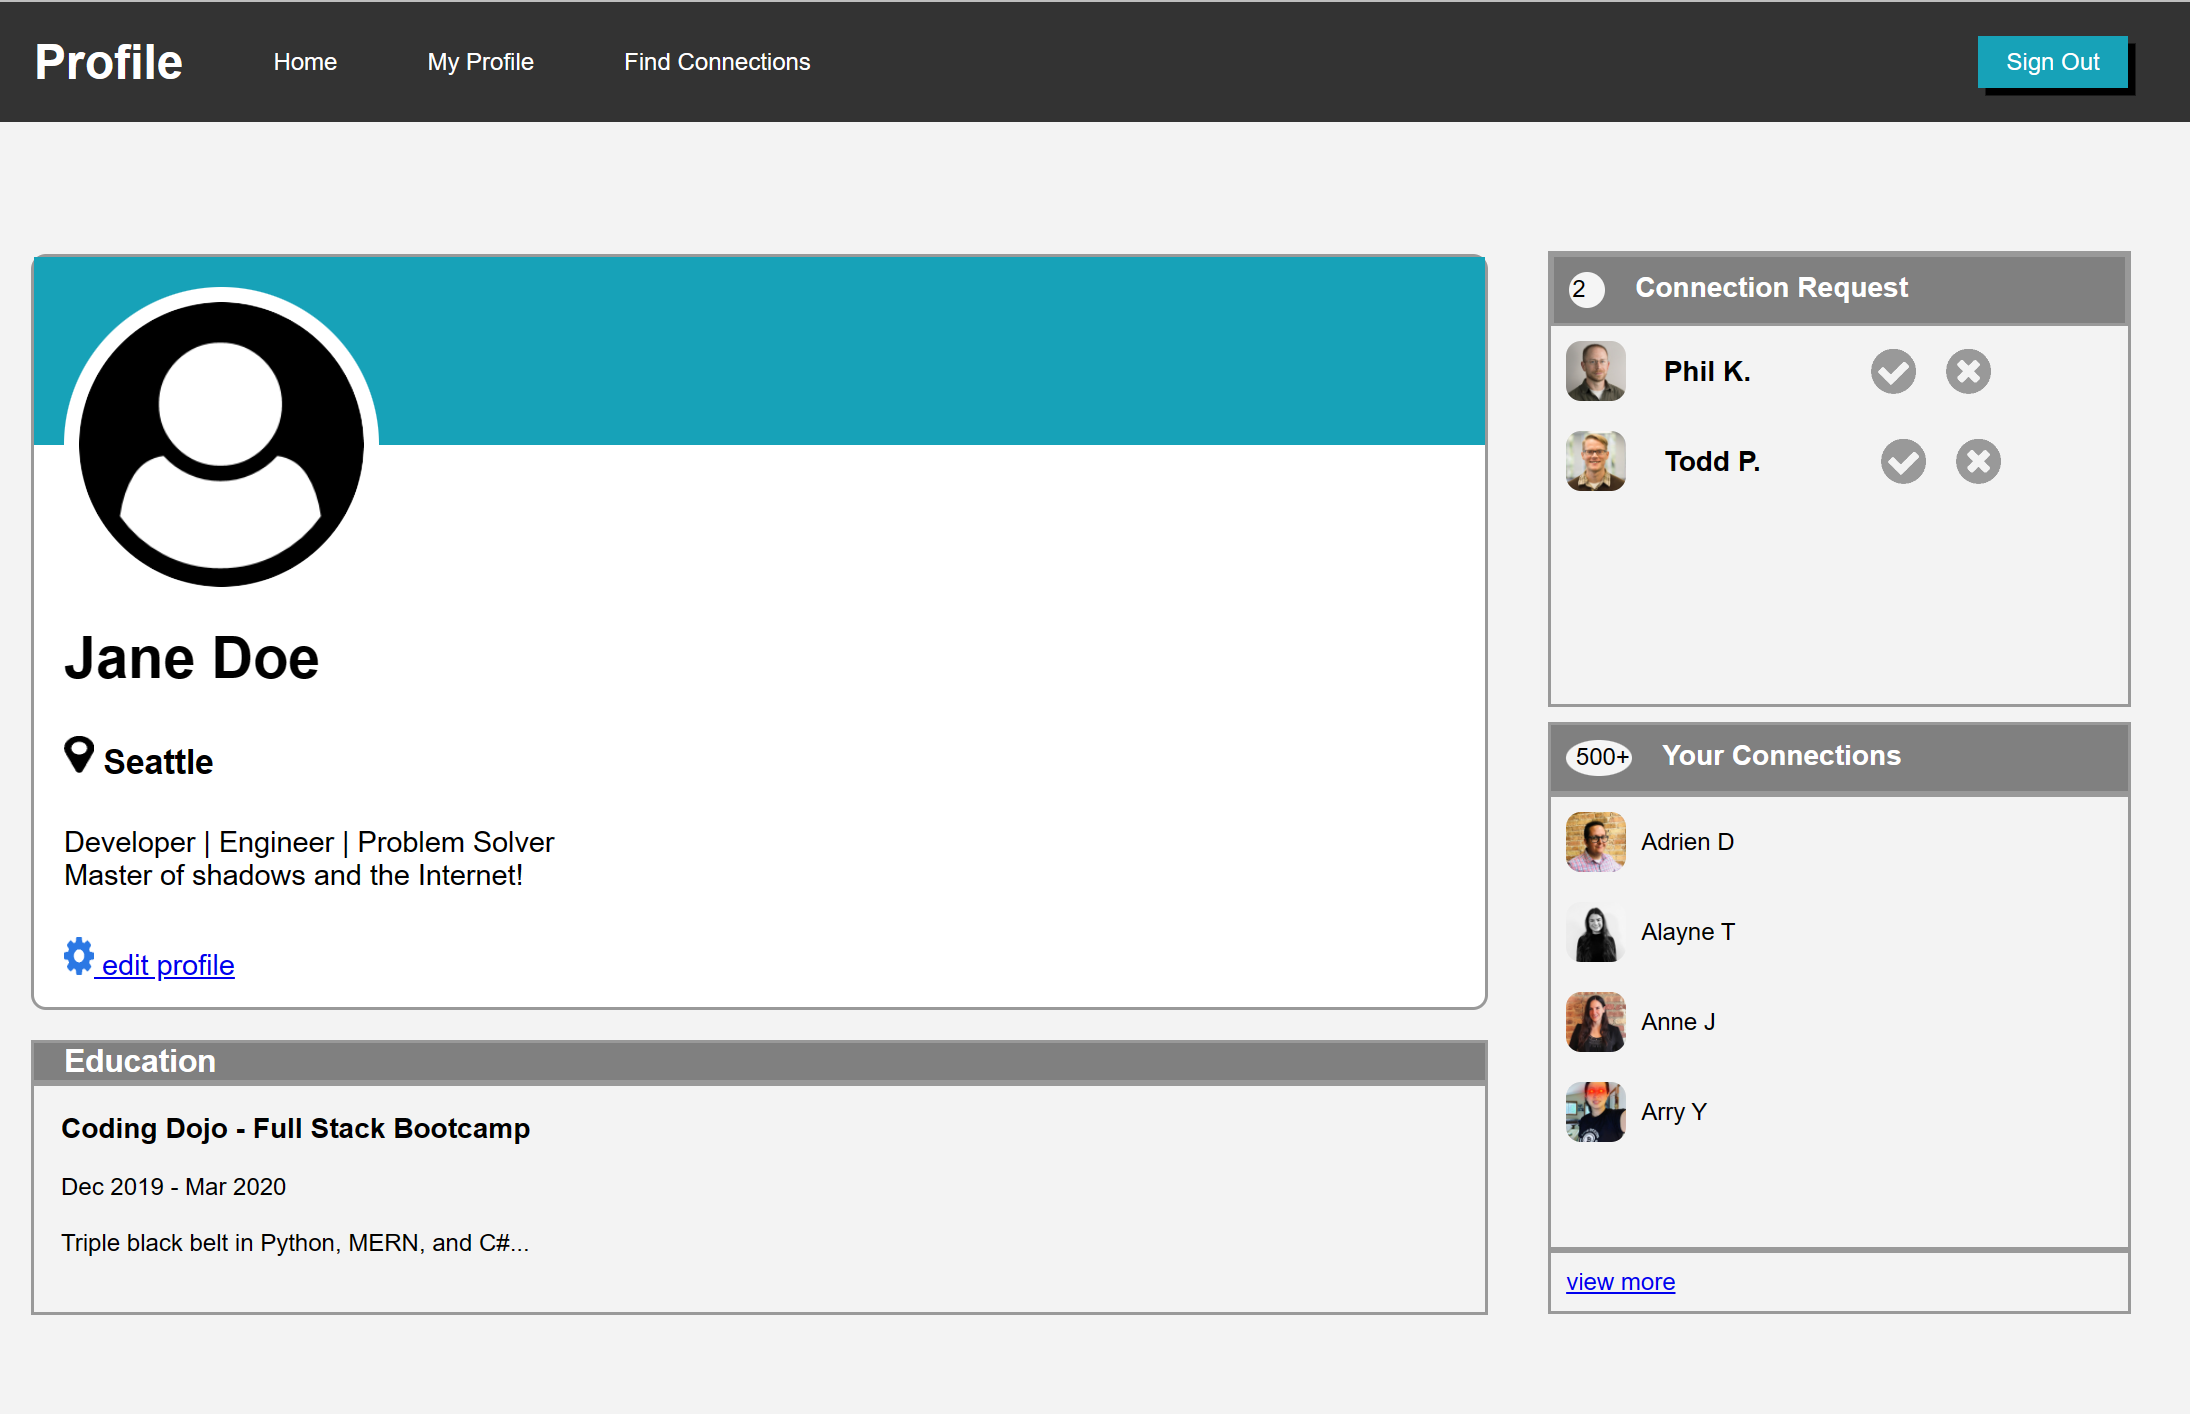 Profile
Home
My Profile
Find Connections
Sign Out
Jane Doe
Seattle
Developer | Engineer | Problem Solver
Master of shadows and the Internet!
edit profile
Education
Coding Dojo - Full Stack Bootcamp
Dec 2019 - Mar 2020
Triple black belt in Python, MERN, and C#...
2 Connection Request
Phil K.
Todd P.
500+ Your Connections
Adrien D
Alayne T
Anne J
Arry Y
view more